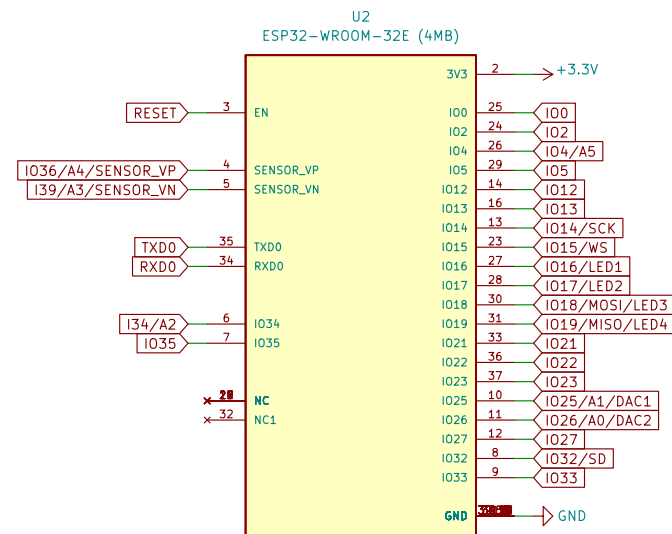 U2
ESP32-WROOM-32E (4MB)
3V3 2 +3.3V
RESET 3 EN IO0 25 IO0
IO2 24 IO2
IO4 26 IO4/A5
IO36/A4/SENSOR_VP 4 SENSOR_VP IO5 29 IO5
I39/A3/SENSOR_VN 5 SENSOR_VN IO12 14 IO12
IO13 16 IO13
IO14 13 IO14/SCK
TXD0 35 TXD0 IO15 23 IO15/WS
RXD0 34 RXD0 IO16 27 IO16/LED1
IO17 28 IO17/LED2
IO18 30 IO18/MOSI/LED3
I34/A2 6 IO34 IO19 31 IO19/MISO/LED4
IO35 7 IO35 IO21 33 IO21
IO22 36 IO22
IO23 37 IO23
NC IO25 10 IO25/A1/DAC1
32 NC1 IO26 11 IO26/A0/DAC2
IO27 12 IO27
IO32 8 IO32/SD
IO33 9 IO33
GND GND